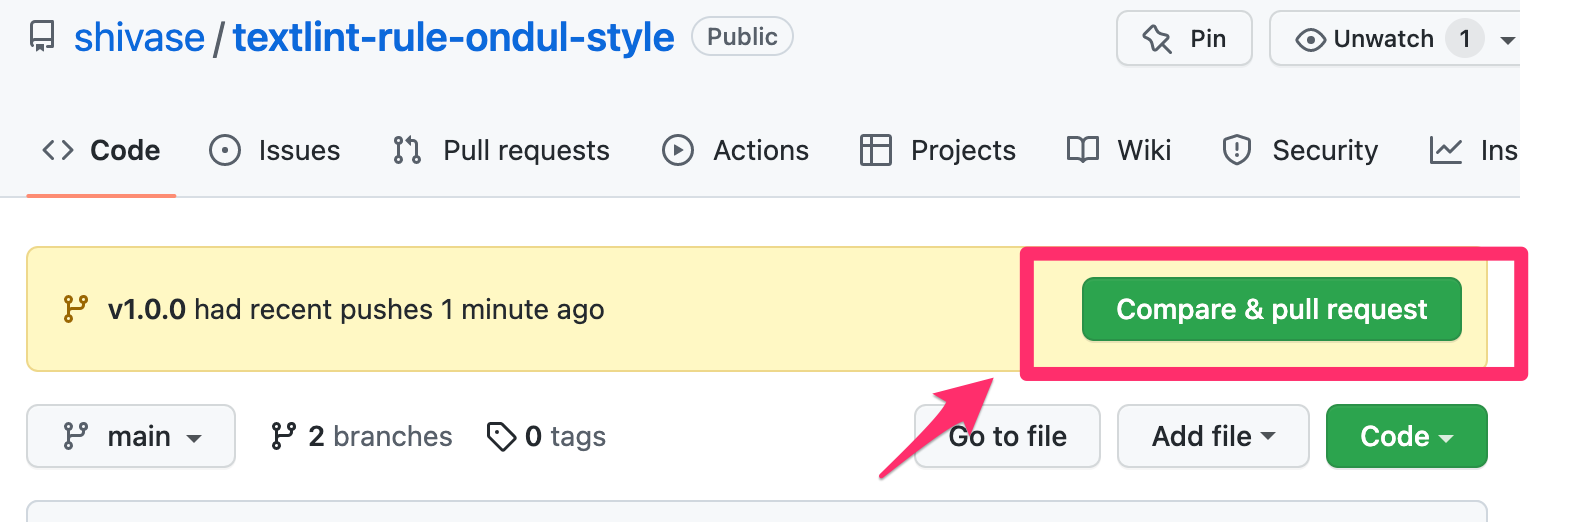 shivase / textlint-rule-ondul-style Public Pin Unwatch 1
Code Issues Pull requests Actions Projects Wiki Security Ins
v1.0.0 had recent pushes 1 minute ago Compare & pull request
main 2 branches 0 tags Go to file Add file Code